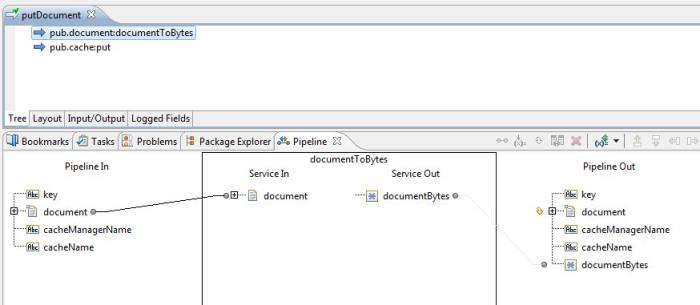 putDocument
pub.document:documentToBytes
pub.cache:put
Tree Layout Input/Output Logged Fields
Bookmarks Tasks Problems Package Explorer Pipeline
documentToBytes
Pipeline In Service In Service Out Pipeline Out
Abc key Abc key
document document documentBytes document
Abc cacheManagerName Abc cacheManagerName
Abc cacheName Abc cacheName
documentBytes